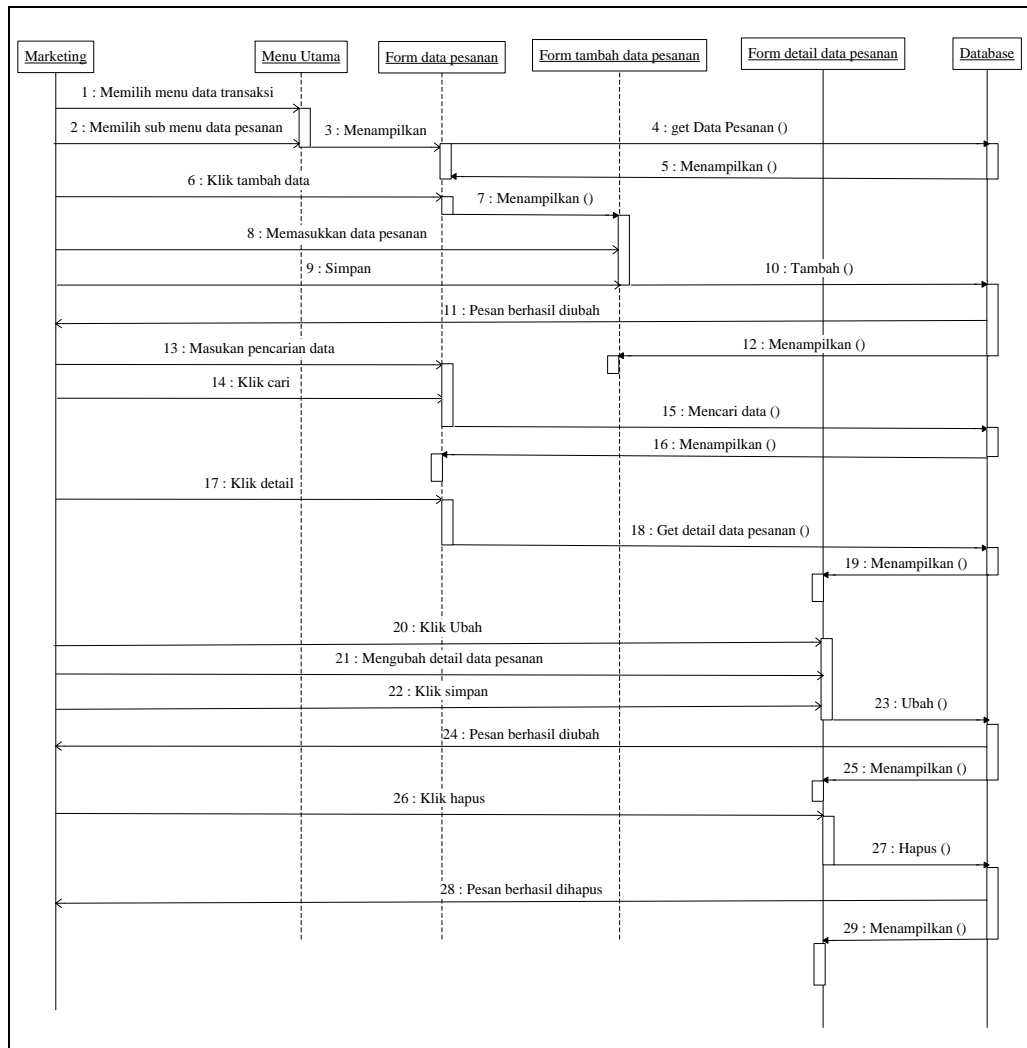 Marketing
Menu Utama
Form data pesanan
Form tambah data pesanan
Form detail data pesanan
Database
1 : Memilih menu data transaksi
2 : Memilih sub menu data pesanan
3 : Menampilkan
4 : get Data Pesanan ()
5 : Menampilkan ()
6 : Klik tambah data
7 : Menampilkan ()
8 : Memasukkan data pesanan
9 : Simpan
10 : Tambah ()
11 : Pesan berhasil diubah
12 : Menampilkan ()
13 : Masukan pencarian data
14 : Klik cari
15 : Mencari data ()
16 : Menampilkan ()
17 : Klik detail
18 : Get detail data pesanan ()
19 : Menampilkan ()
20 : Klik Ubah
21 : Mengubah detail data pesanan
22 : Klik simpan
23 : Ubah ()
24 : Pesan berhasil diubah
25 : Menampilkan ()
26 : Klik hapus
27 : Hapus ()
28 : Pesan berhasil dihapus
29 : Menampilkan ()